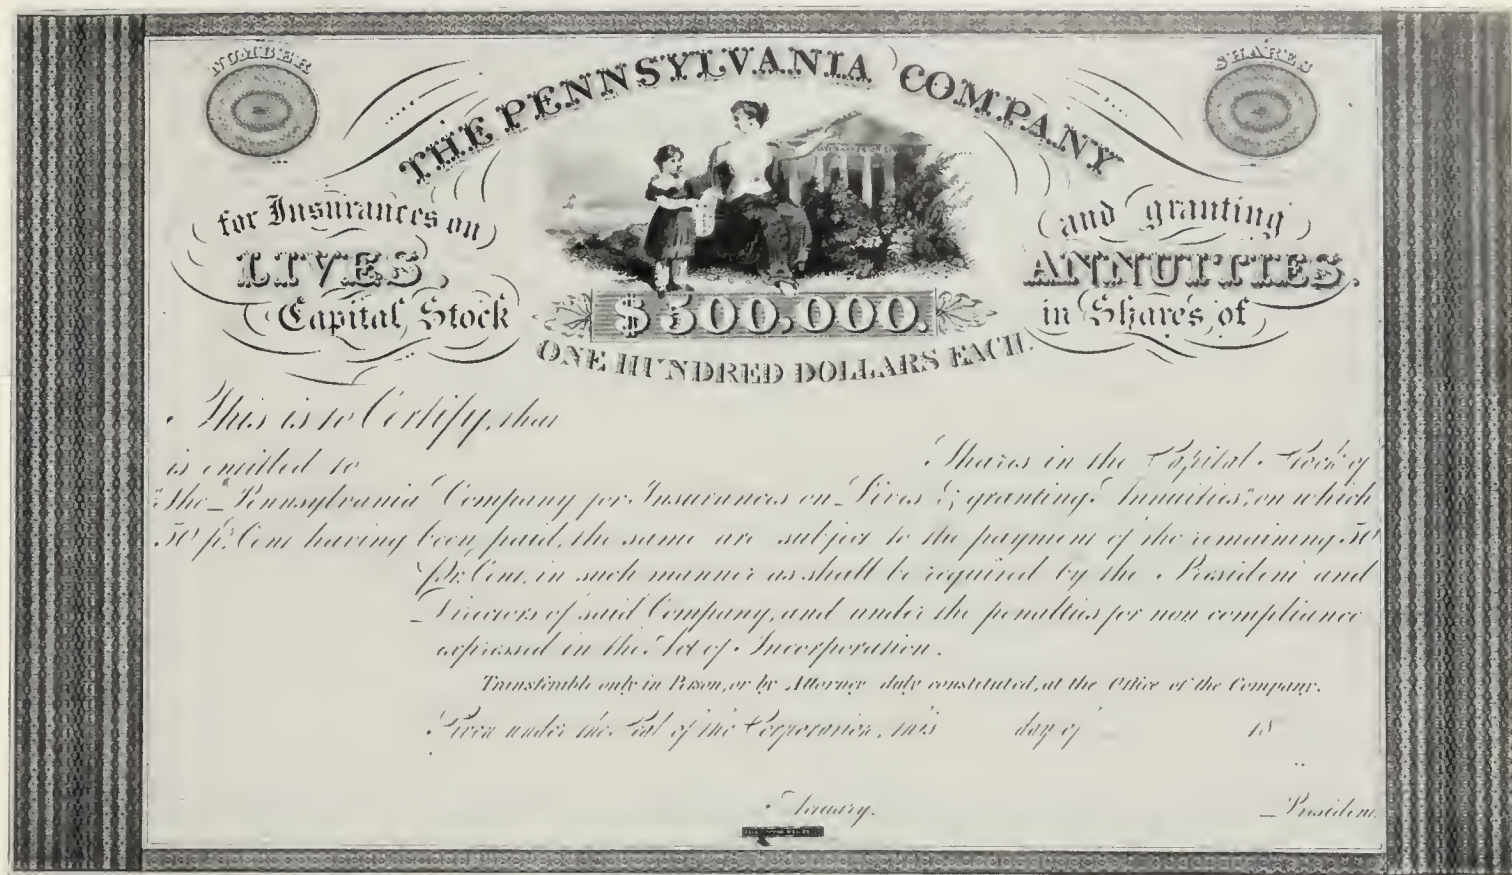 NUMBER
SHARES
THE PENNSYLVANIA COMPANY
for Insurances on
LIVES,
and granting
ANNUITIES.
Capital Stock
$500,000.
in Shares of
ONE HUNDRED DOLLARS EACH.
This is to Certify, that
is entitled to Shares in the Capital Stock of
"The Pennsylvania Company for Insurances on Lives & granting Annuities," on which
50 pr. Cent having been paid, the same are subject to the payment of the remaining 50
pr. Cent. in such manner as shall be required by the President and
Directors of said Company, and under the penalties for non compliance
expressed in the Act of Incorporation.
Transferable only in Person, or by Attorney duly constituted, at the Office of the Company.
Given under the Seal of the Corporation, this day of 18
President